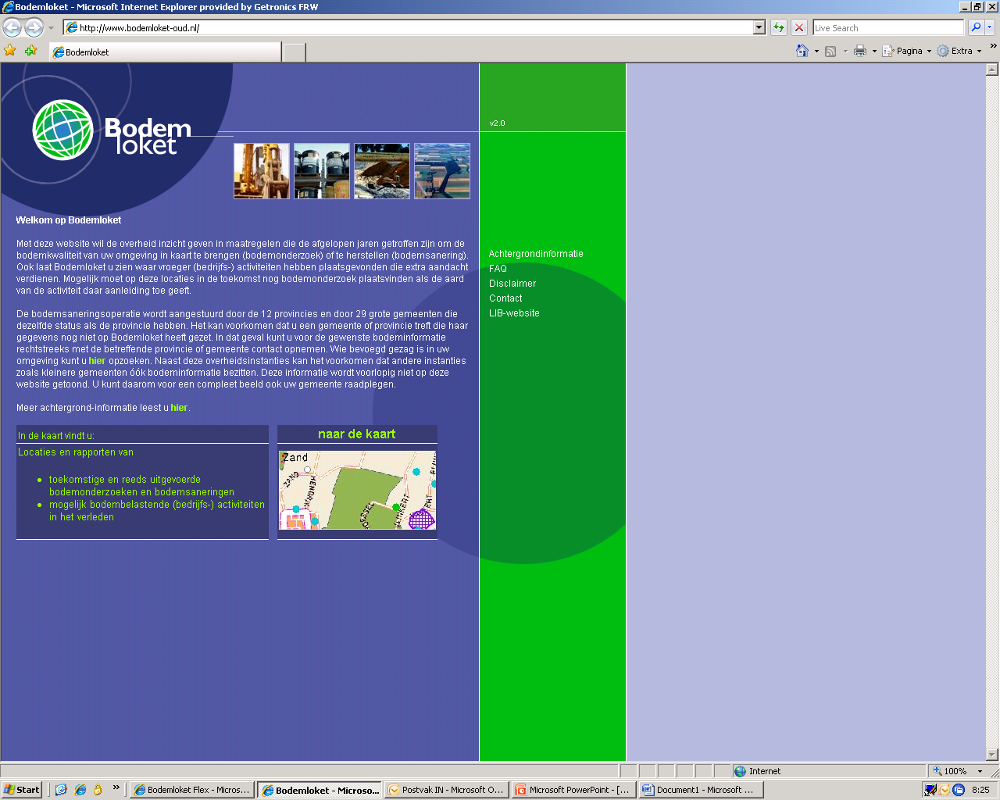 Bodemloket - Microsoft Internet Explorer provided by Getronics FRW
http://www.bodemloket-oud.nl/
Live Search
Bodemloket
Pagina
Extra
v2.0
Bodem
loket
Welkom op Bodemloket
Met deze website wil de overheid inzicht geven in maatregelen die de afgelopen jaren getroffen zijn om de
bodemkwaliteit van uw omgeving in kaart te brengen (bodemonderzoek) of te herstellen (bodemsanering).
Ook laat Bodemloket u zien waar vroeger (bedrijfs-) activiteiten hebben plaatsgevonden die extra aandacht
verdienen. Mogelijk moet op deze locaties in de toekomst nog bodemonderzoek plaatsvinden als de aard
van de activiteit daar aanleiding toe geeft.
De bodemsaneringsoperatie wordt aangestuurd door de 12 provincies en door 29 grote gemeenten die
dezelfde status als de provincie hebben. Het kan voorkomen dat u een gemeente of provincie treft die haar
gegevens nog niet op Bodemloket heeft gezet. In dat geval kunt u voor de gewenste bodeminformatie
rechtstreeks met de betreffende provincie of gemeente contact opnemen. Wie bevoegd gezag is in uw
omgeving kunt u hier opzoeken. Naast deze overheidsinstanties kan het voorkomen dat andere instanties
zoals kleinere gemeenten óók bodeminformatie bezitten. Deze informatie wordt voorlopig niet op deze
website getoond. U kunt daarom voor een compleet beeld ook uw gemeente raadplegen.
Meer achtergrond-informatie leest u hier.
Achtergrondinformatie
FAQ
Disclaimer
Contact
LIB-website
In de kaart vindt u:
Locaties en rapporten van
• toekomstige en reeds uitgevoerde
bodemonderzoeken en bodemsaneringen
• mogelijk bodembelastende (bedrijfs-) activiteiten
in het verleden
naar de kaart
Zand
ZAND
HENDRIK
Internet
100%
Start
Bodemloket Flex - Micros...
Bodemloket - Microso...
Postvak IN - Microsoft O...
Microsoft PowerPoint - [...
Document1 - Microsoft ...
8:25